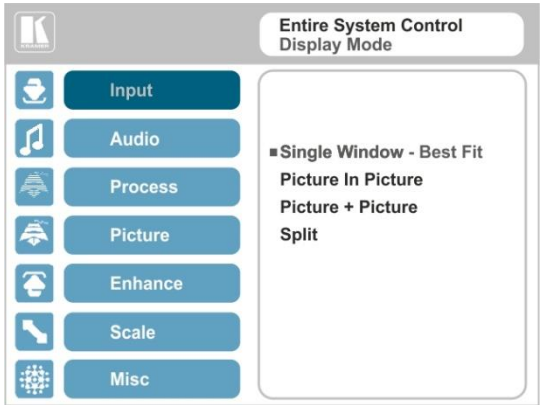 KRAMER
Entire System Control
Display Mode
Input
Audio
Process
Picture
Enhance
Scale
Misc
Single Window - Best Fit
Picture In Picture
Picture + Picture
Split